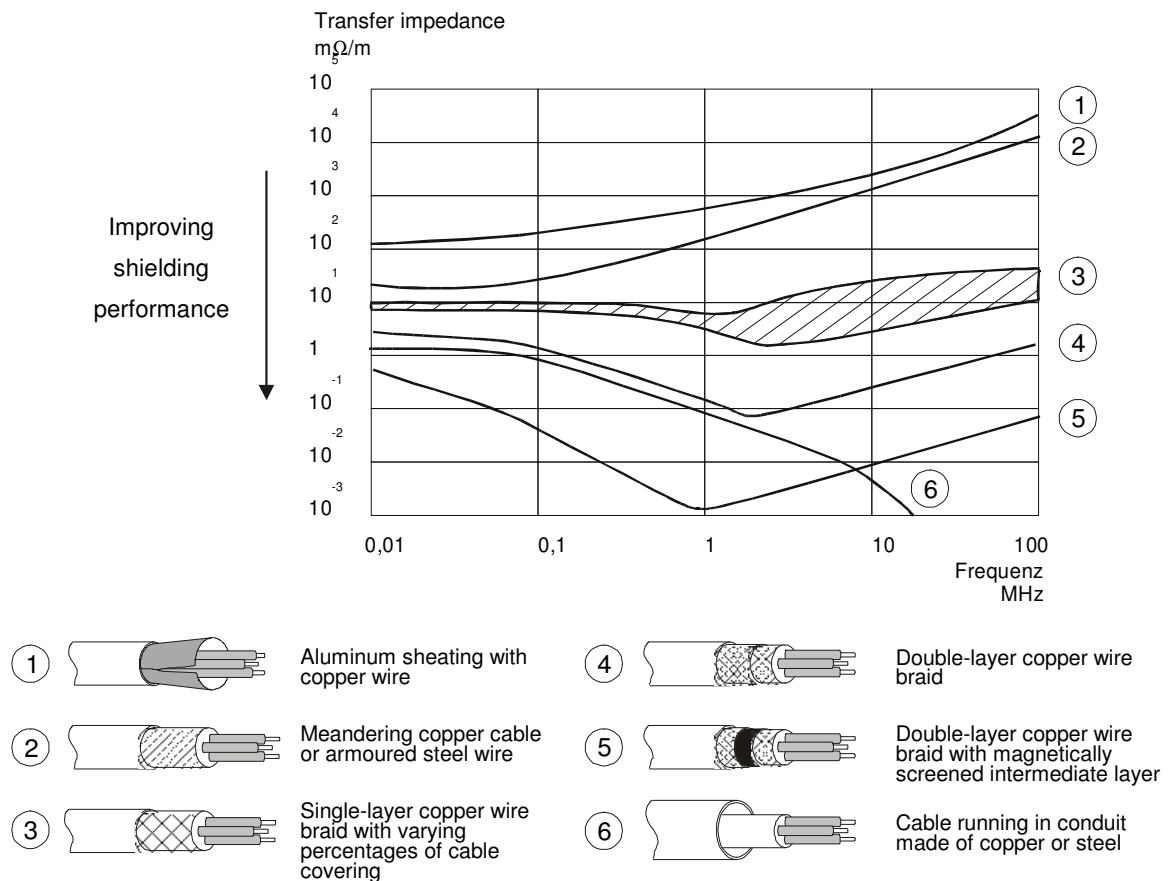 Transfer impedance
mΩ/m
10^5
10^4
10^3
10^2
10^1
1
10^-1
10^-2
10^-3
Improving
shielding
performance
1
2
3
4
5
6
0,01 0,1 1 10 100
Frequenz
MHz
1
Aluminum sheating with
copper wire
2
Meandering copper cable
or armoured steel wire
3
Single-layer copper wire
braid with varying
percentages of cable
covering
4
Double-layer copper wire
braid
5
Double-layer copper wire
braid with magnetically
screened intermediate layer
6
Cable running in conduit
made of copper or steel